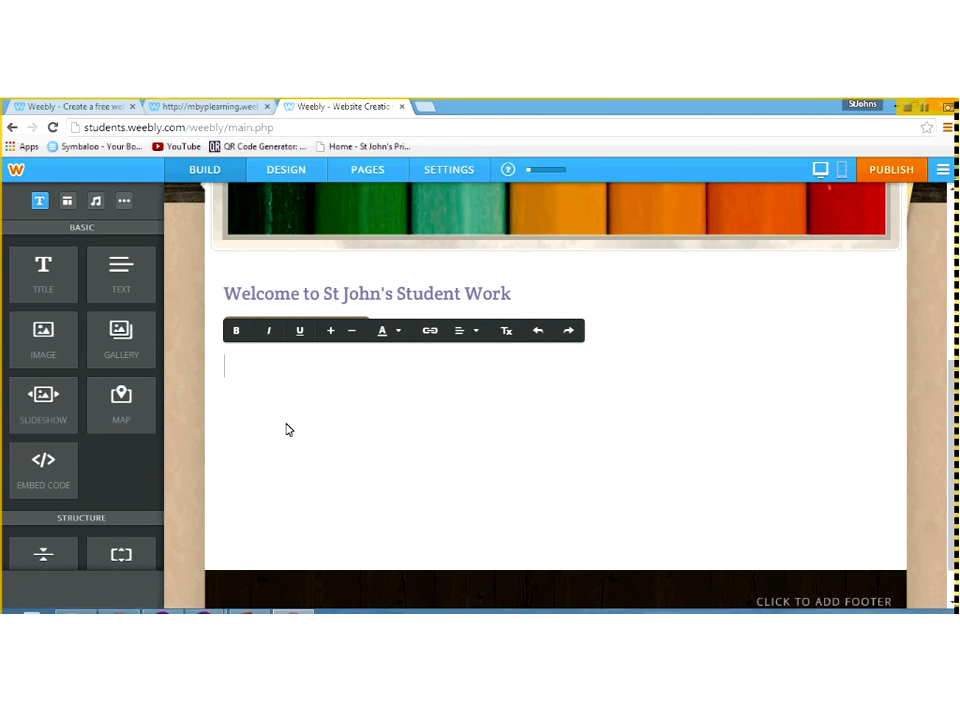 Weebly - Create a free we
http://mbyplearning.weel
Weebly - Website Creatio
StJohns
students.weebly.com/weebly/main.php
Apps
Symbaloo - Your Bo...
YouTube
QR Code Generator: ...
Home - St John's Pri...
BUILD
DESIGN
PAGES
SETTINGS
?
PUBLISH
BASIC
TITLE
TEXT
IMAGE
GALLERY
SLIDESHOW
MAP
EMBED CODE
STRUCTURE
Welcome to St John's Student Work
B I U + − A Tx
CLICK TO ADD FOOTER